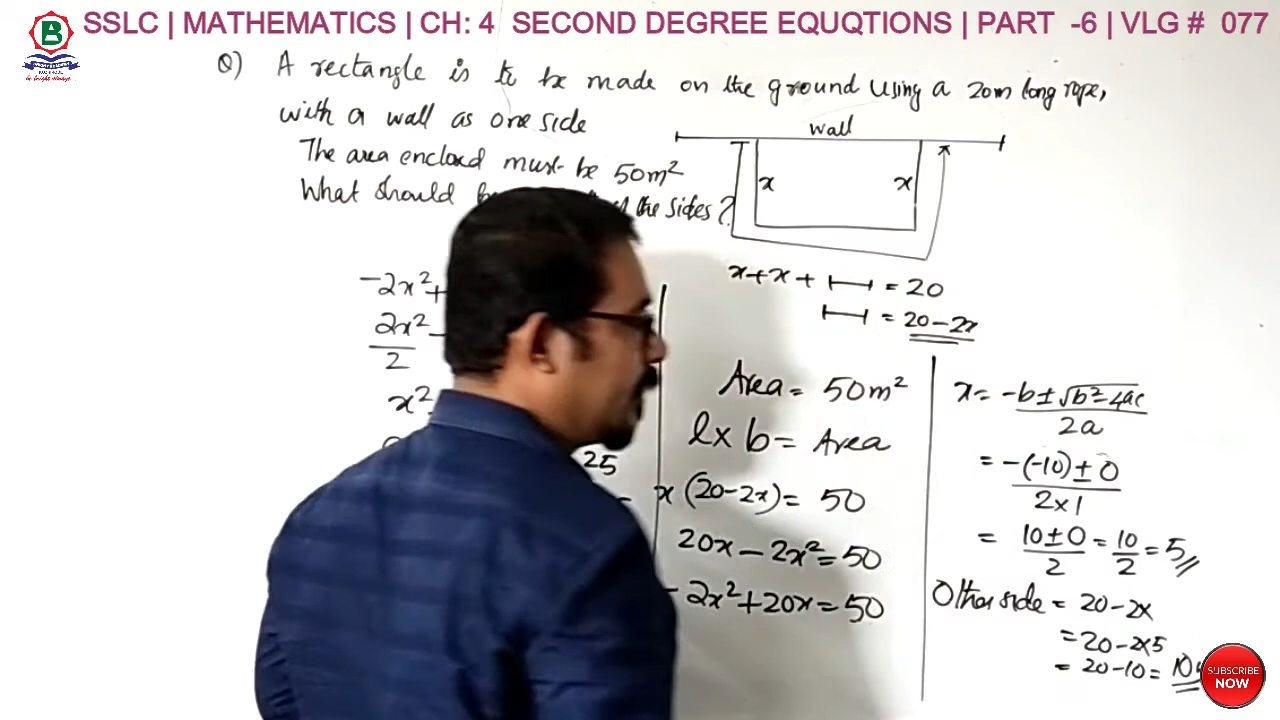 SSLC | MATHEMATICS | CH: 4 SECOND DEGREE EQUQTIONS | PART -6 | VLG # 077
B
Q) A rectangle is to be made on the ground using a 20m long rope,
with a wall as one side
The area enclosed must be 50m²
What should the sides?
wall
x x
x+x+ = 20
= 20-2x
-2x²+
2x²-
2
x²
25
Area = 50m²
l x b = Area
x (20-2x) = 50
20x - 2x² = 50
- 2x²+20x = 50
x = -b±√b²-4ac
2a
= -(-10)±0
2x1
= 10±0 = 10 = 5
2 2
Other side = 20-2x
= 20-2x5
= 20-10 = 10
SUBSCRIBE
NOW